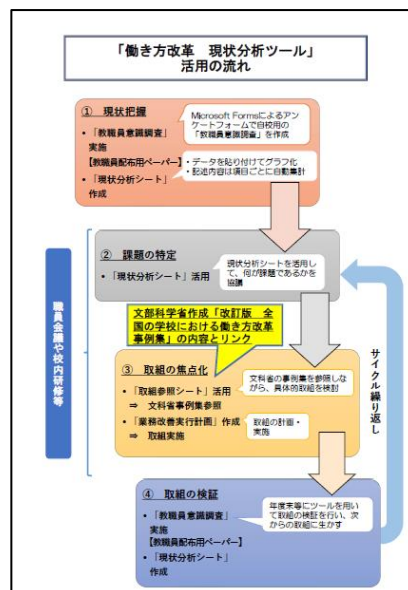 「働き方改革　現状分析ツール」
活用の流れ
① 現状把握
・「教職員意識調査」
実施
【教職員配布用ペーパー】
・「現状分析シート」
作成
Microsoft Formsによるアン
ケートフォームで自校用の
「教職員意識調査」を作成
・データを貼り付けてグラフ化
・記述内容は項目ごとに自動集計
② 課題の特定
・「現状分析シート」活用
現状分析シートを活用し
て、何が課題であるかを
協議
文部科学省作成「改訂版　全
国の学校における働き方改革
事例集」の内容とリンク
③ 取組の焦点化
・「取組参照シート」活用
⇒ 文科省事例集参照
・「業務改善実行計画」作成
⇒ 取組実施
文科省の事例集を参照しな
がら、具体的取組を検討
取組の計画・
実施
④ 取組の検証
・「教職員意識調査」
実施
【教職員配布用ペーパー】
・「現状分析シート」
作成
年度末等にツールを用い
て取組の検証を行い、次
からの取組に生かす
職員会議や校内研修等
サイクル繰り返し